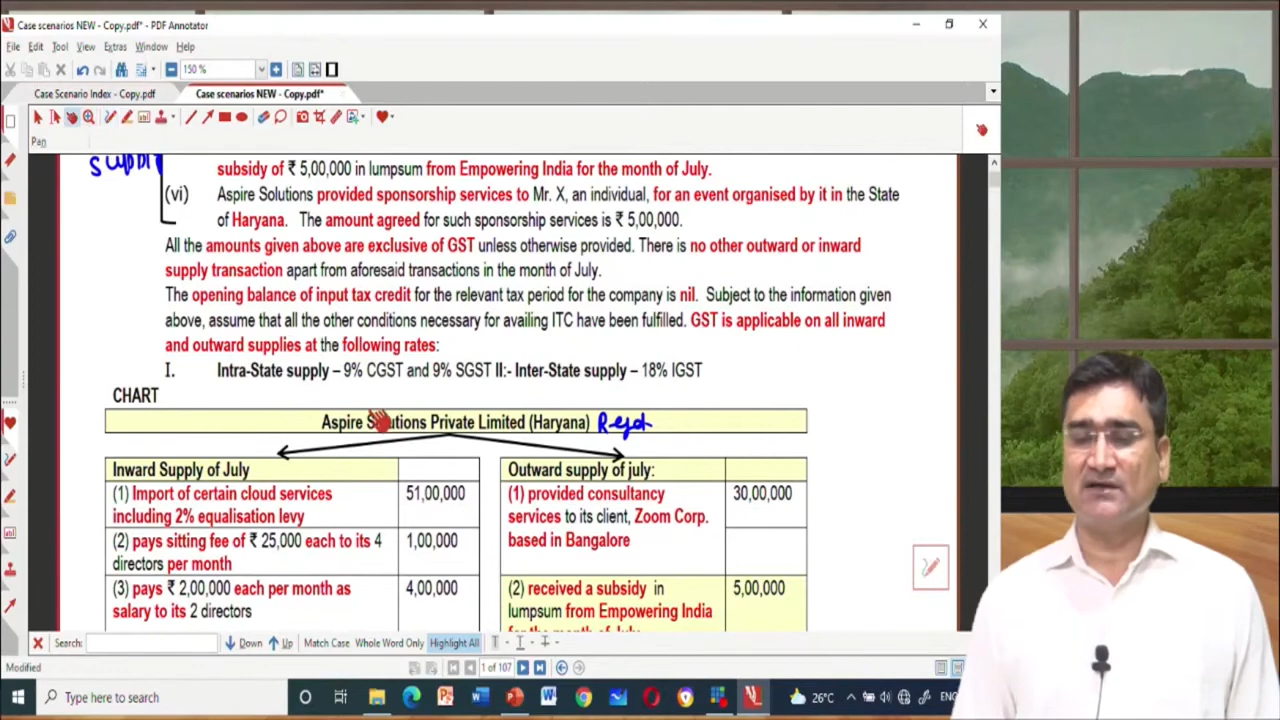 Case scenarios NEW - Copy.pdf* - PDF Annotator
File Edit Tool View Extras Window Help
150 %
Case Scenario Index - Copy.pdf Case scenarios NEW - Copy.pdf*
Pan
subsidy of ₹ 5,00,000 in lumpsum from Empowering India for the month of July.
(vi) Aspire Solutions provided sponsorship services to Mr. X, an individual, for an event organised by it in the State
of Haryana. The amount agreed for such sponsorship services is ₹ 5,00,000.
All the amounts given above are exclusive of GST unless otherwise provided. There is no other outward or inward
supply transaction apart from aforesaid transactions in the month of July.
The opening balance of input tax credit for the relevant tax period for the company is nil. Subject to the information given
above, assume that all the other conditions necessary for availing ITC have been fulfilled. GST is applicable on all inward
and outward supplies at the following rates:
I. Intra-State supply – 9% CGST and 9% SGST II:- Inter-State supply – 18% IGST
CHART
Aspire Solutions Private Limited (Haryana) Regd
Inward Supply of July
(1) Import of certain cloud services 51,00,000
including 2% equalisation levy
(2) pays sitting fee of ₹ 25,000 each to its 4 1,00,000
directors per month
(3) pays ₹ 2,00,000 each per month as 4,00,000
salary to its 2 directors
Outward supply of july:
(1) provided consultancy 30,00,000
services to its client, Zoom Corp.
based in Bangalore
(2) received a subsidy in 5,00,000
lumpsum from Empowering India
for the month of July
Search: Down Up Match Case Whole Word Only Highlight All
Modified 1 of 107
Type here to search 26°C ENG